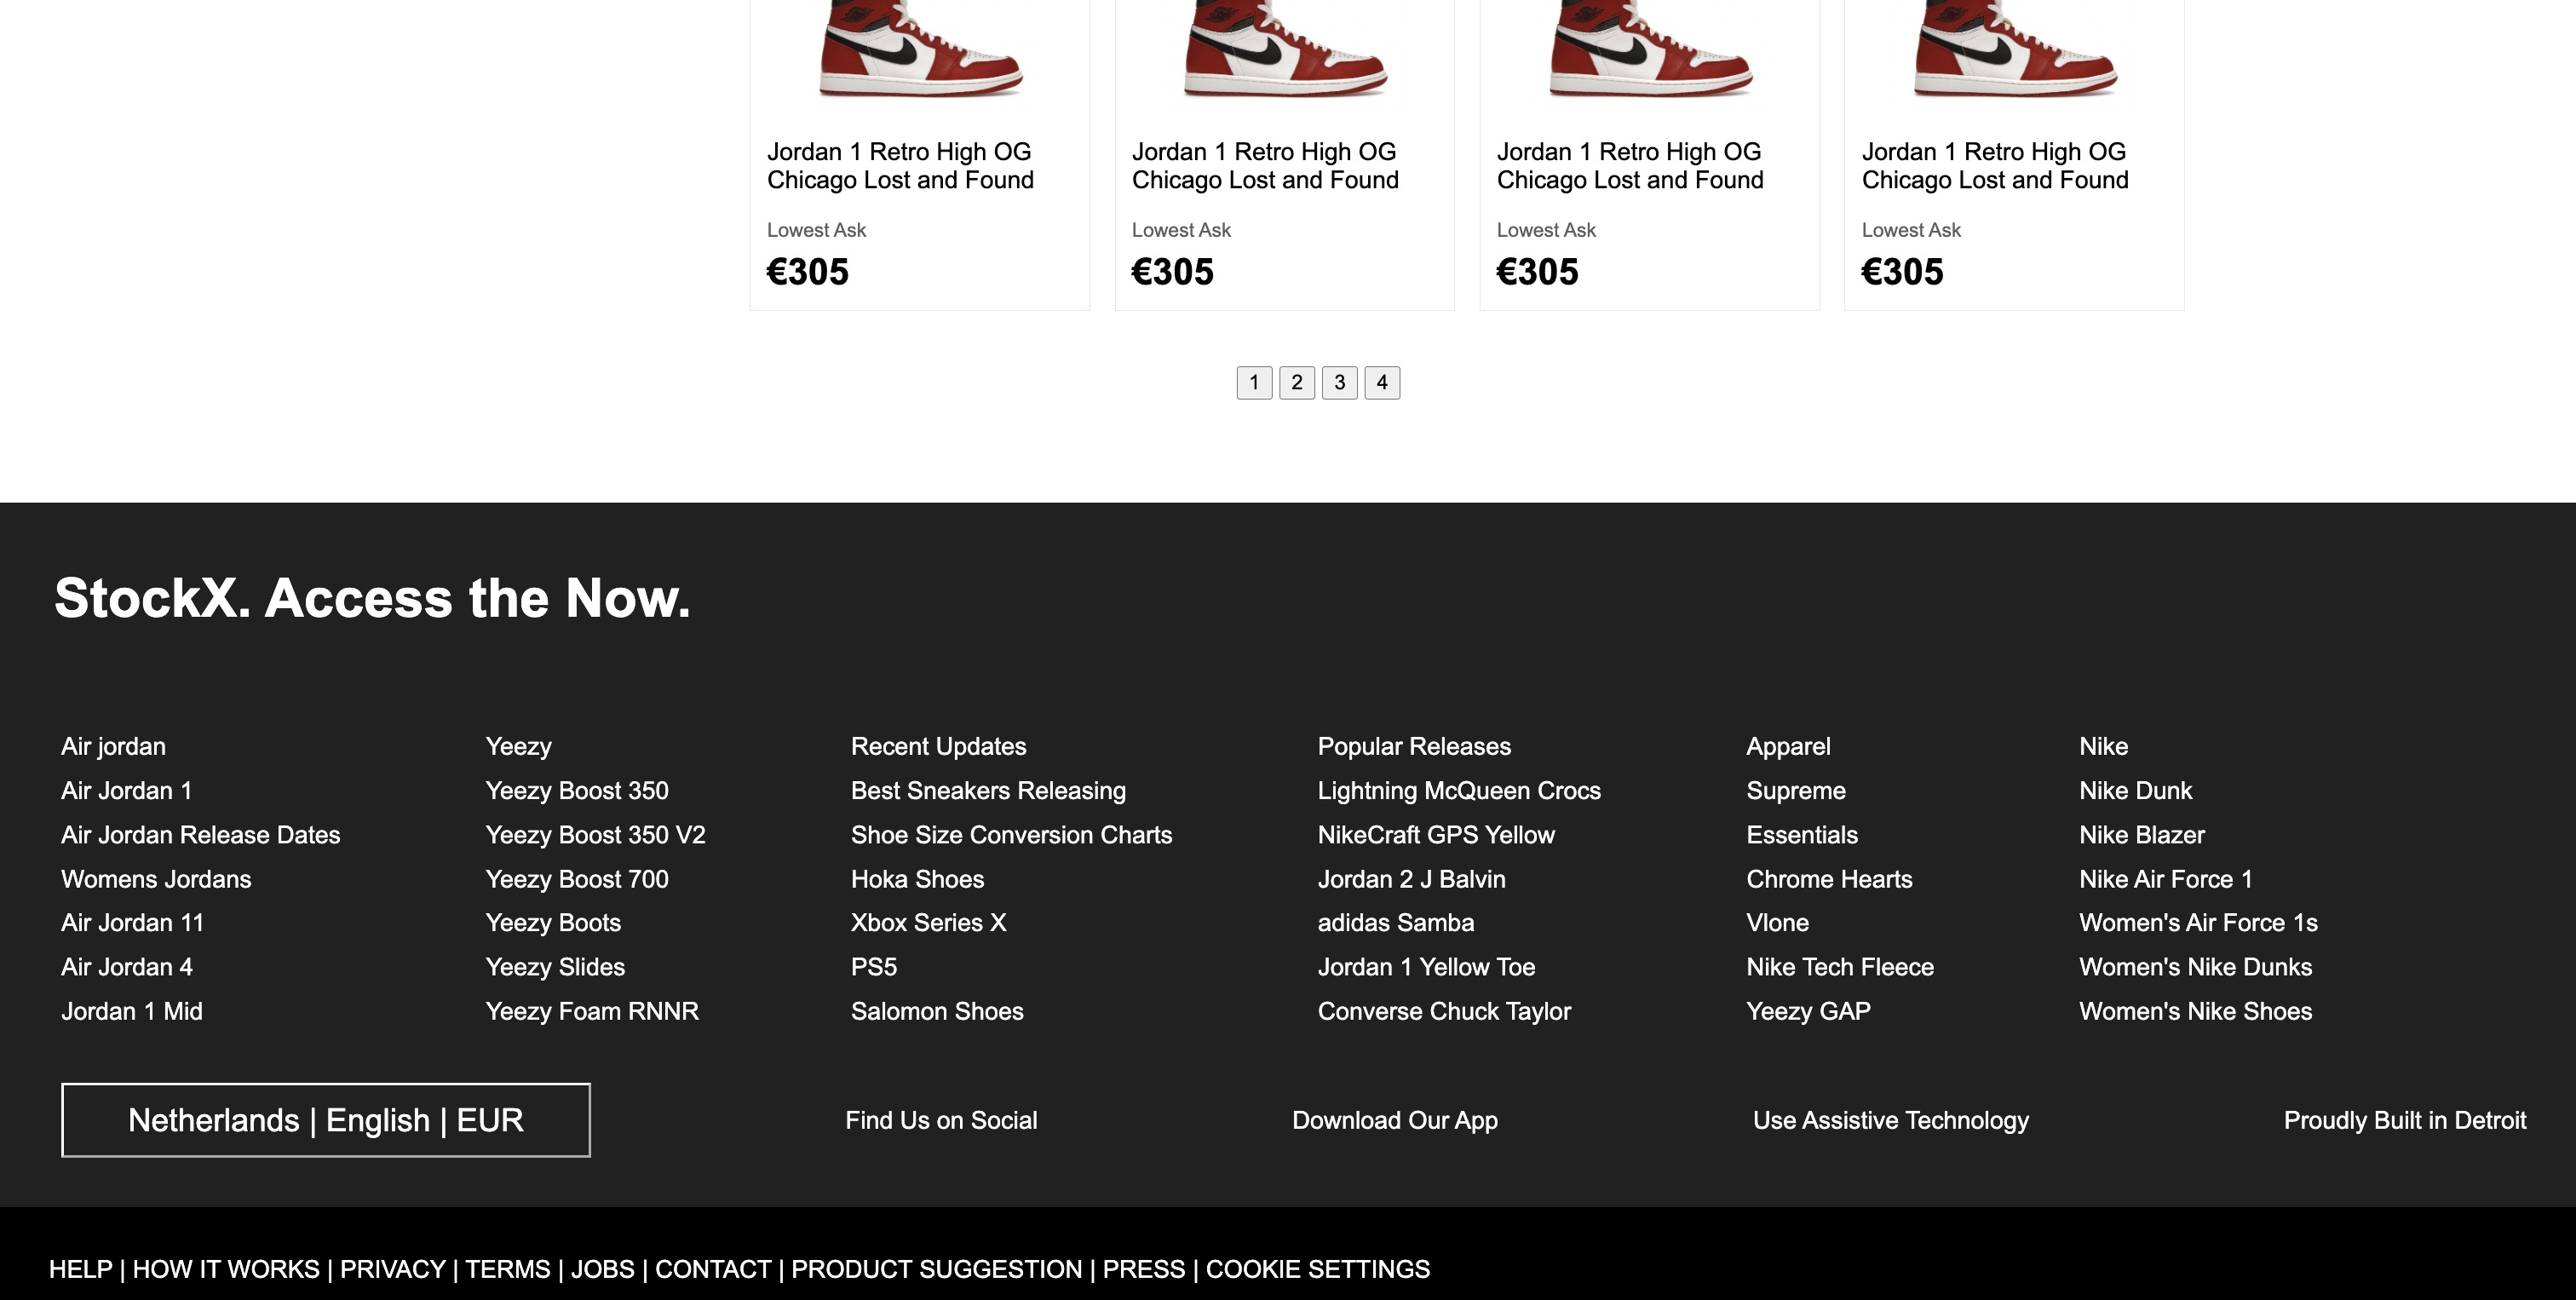 Jordan 1 Retro High OG
Chicago Lost and Found
Lowest Ask
€305
Jordan 1 Retro High OG
Chicago Lost and Found
Lowest Ask
€305
Jordan 1 Retro High OG
Chicago Lost and Found
Lowest Ask
€305
Jordan 1 Retro High OG
Chicago Lost and Found
Lowest Ask
€305
1 2 3 4
StockX. Access the Now.
Air jordan
Air Jordan 1
Air Jordan Release Dates
Womens Jordans
Air Jordan 11
Air Jordan 4
Jordan 1 Mid
Yeezy
Yeezy Boost 350
Yeezy Boost 350 V2
Yeezy Boost 700
Yeezy Boots
Yeezy Slides
Yeezy Foam RNNR
Recent Updates
Best Sneakers Releasing
Shoe Size Conversion Charts
Hoka Shoes
Xbox Series X
PS5
Salomon Shoes
Popular Releases
Lightning McQueen Crocs
NikeCraft GPS Yellow
Jordan 2 J Balvin
adidas Samba
Jordan 1 Yellow Toe
Converse Chuck Taylor
Apparel
Supreme
Essentials
Chrome Hearts
Vlone
Nike Tech Fleece
Yeezy GAP
Nike
Nike Dunk
Nike Blazer
Nike Air Force 1
Women's Air Force 1s
Women's Nike Dunks
Women's Nike Shoes
Netherlands | English | EUR
Find Us on Social
Download Our App
Use Assistive Technology
Proudly Built in Detroit
HELP | HOW IT WORKS | PRIVACY | TERMS | JOBS | CONTACT | PRODUCT SUGGESTION | PRESS | COOKIE SETTINGS